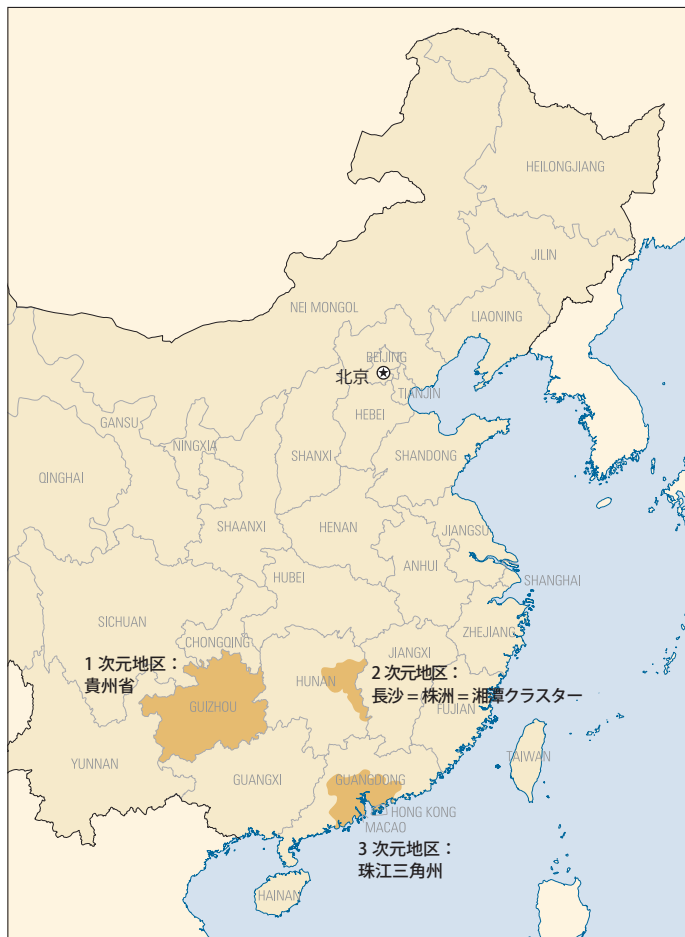 HEILONGJIANG
JILIN
NEI MONGOL
LIAONING
BEIJING
北京
TIANJIN
HEBEI
GANSU
NINGXIA
SHANXI
SHANDONG
QINGHAI
SHAANXI
HENAN
JIANGSU
ANHUI
HUBEI
SHANGHAI
SICHUAN
ZHEJIANG
CHONGQING
JIANGXI
1 次元地区：
貴州省
HUNAN
2 次元地区：
長沙＝株洲＝湘潭クラスター
GUIZHOU
FUJIAN
YUNNAN
TAIWAN
GUANGXI
GUANGDONG
HONG KONG
MACAO
3 次元地区：
珠江三角州
HAINAN